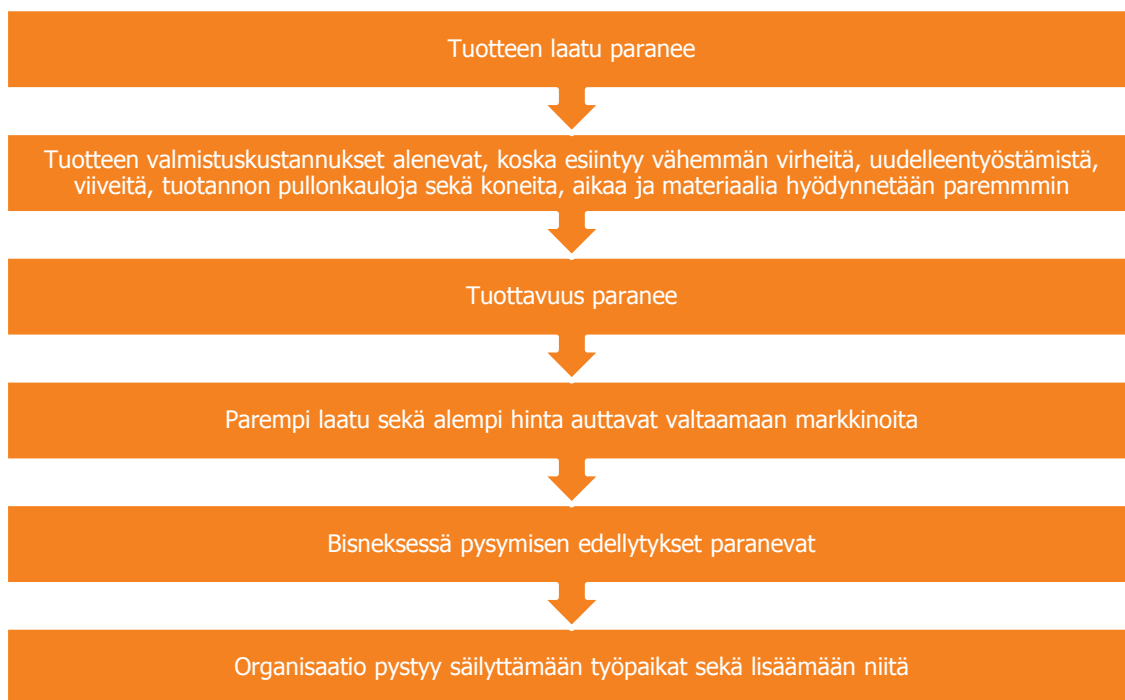 Tuotteen laatu paranee
Tuotteen valmistuskustannukset alenevat, koska esiintyy vähemmän virheitä, uudelleentyöstämistä,
viiveitä, tuotannon pullonkauloja sekä koneita, aikaa ja materiaalia hyödynnetään paremmmin
Tuottavuus paranee
Parempi laatu sekä alempi hinta auttavat valtaamaan markkinoita
Bisneksessä pysymisen edellytykset paranevat
Organisaatio pystyy säilyttämään työpaikat sekä lisäämään niitä